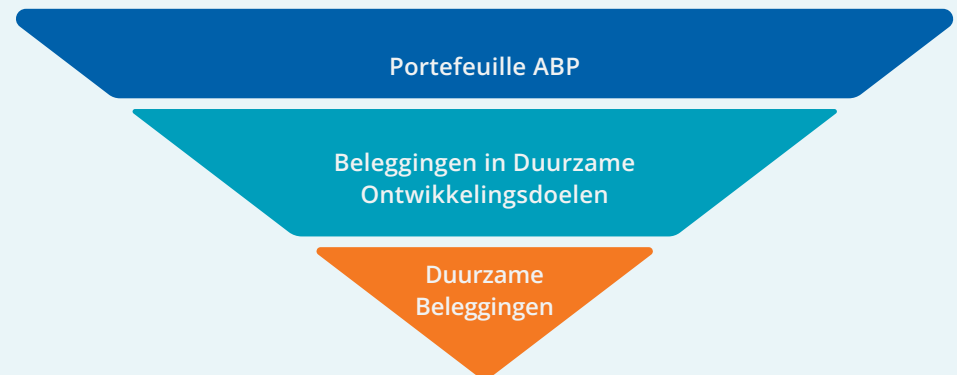 Portefeuille ABP
Beleggingen in Duurzame
Ontwikkelingsdoelen
Duurzame
Beleggingen